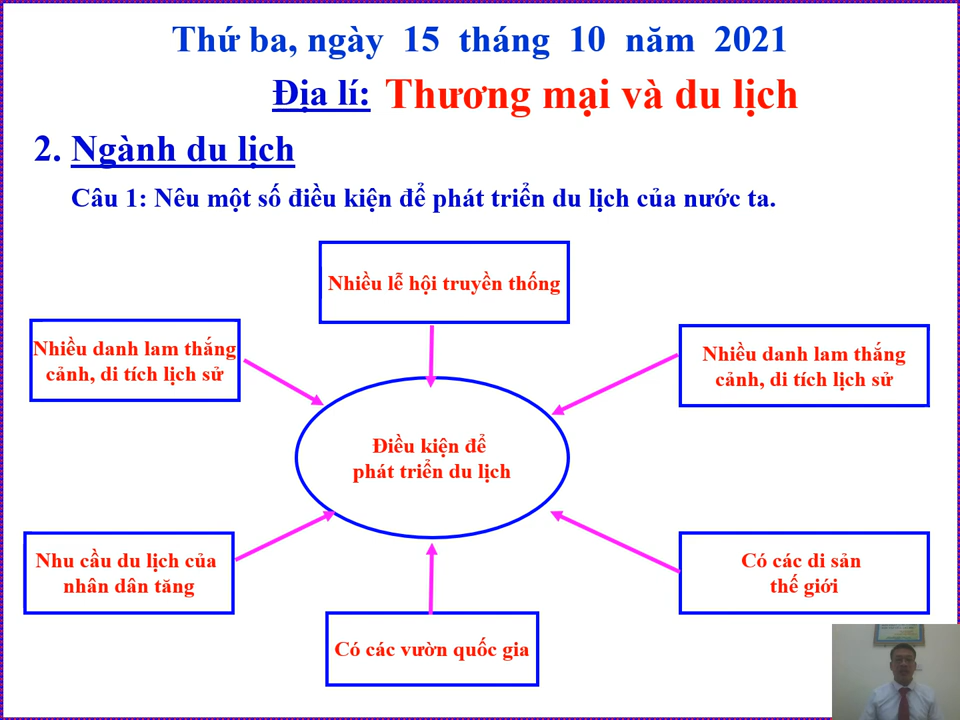 Thứ ba, ngày 15 tháng 10 năm 2021
Địa lí: Thương mại và du lịch
2. Ngành du lịch
Câu 1: Nêu một số điều kiện để phát triển du lịch của nước ta.
Nhiều lễ hội truyền thống
Nhiều danh lam thắng
cảnh, di tích lịch sử
Nhiều danh lam thắng
cảnh, di tích lịch sử
Điều kiện để
phát triển du lịch
Nhu cầu du lịch của
nhân dân tăng
Có các di sản
thế giới
Có các vườn quốc gia